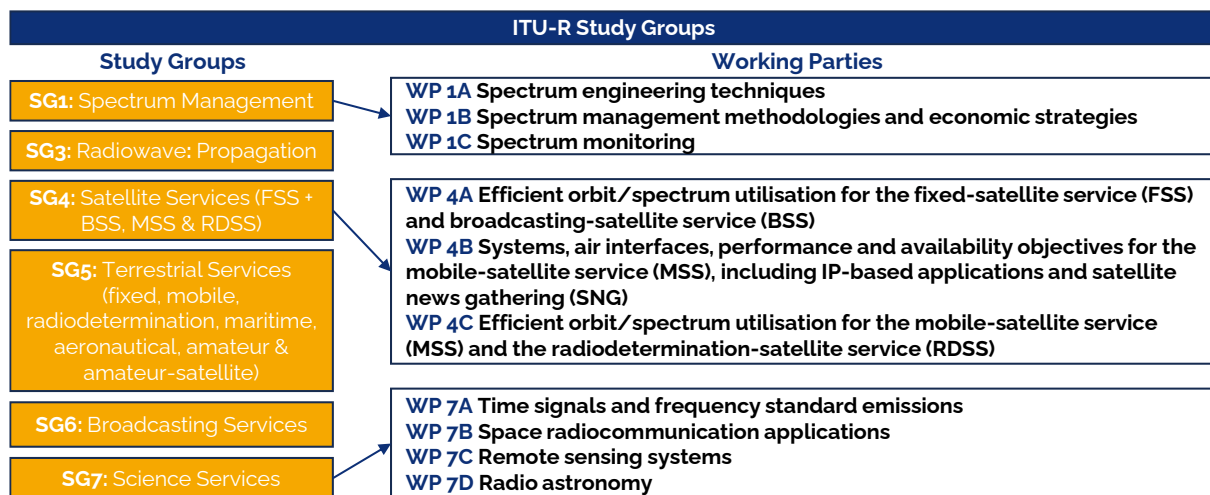 ITU-R Study Groups
Study Groups
Working Parties
SG1: Spectrum Management
SG3: Radiowave: Propagation
SG4: Satellite Services (FSS +
BSS, MSS & RDSS)
SG5: Terrestrial Services
(fixed, mobile,
radiodetermination, maritime,
aeronautical, amateur &
amateur-satellite)
SG6: Broadcasting Services
SG7: Science Services
WP 1A Spectrum engineering techniques
WP 1B Spectrum management methodologies and economic strategies
WP 1C Spectrum monitoring
WP 4A Efficient orbit/spectrum utilisation for the fixed-satellite service (FSS)
and broadcasting-satellite service (BSS)
WP 4B Systems, air interfaces, performance and availability objectives for the
mobile-satellite service (MSS), including IP-based applications and satellite
news gathering (SNG)
WP 4C Efficient orbit/spectrum utilisation for the mobile-satellite service
(MSS) and the radiodetermination-satellite service (RDSS)
WP 7A Time signals and frequency standard emissions
WP 7B Space radiocommunication applications
WP 7C Remote sensing systems
WP 7D Radio astronomy